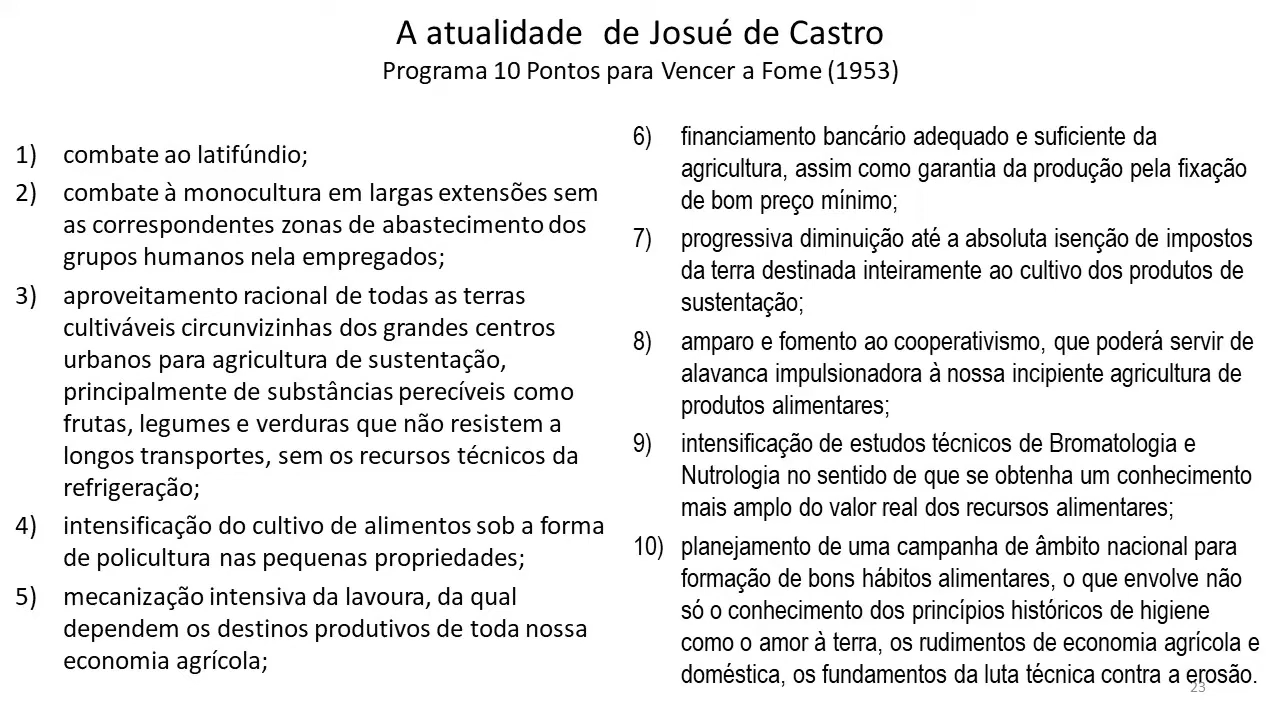 A atualidade de Josué de Castro
Programa 10 Pontos para Vencer a Fome (1953)
1) combate ao latifúndio;
2) combate à monocultura em largas extensões sem
as correspondentes zonas de abastecimento dos
grupos humanos nela empregados;
3) aproveitamento racional de todas as terras
cultiváveis circunvizinhas dos grandes centros
urbanos para agricultura de sustentação,
principalmente de substâncias perecíveis como
frutas, legumes e verduras que não resistem a
longos transportes, sem os recursos técnicos da
refrigeração;
4) intensificação do cultivo de alimentos sob a forma
de policultura nas pequenas propriedades;
5) mecanização intensiva da lavoura, da qual
dependem os destinos produtivos de toda nossa
economia agrícola;
6) financiamento bancário adequado e suficiente da
agricultura, assim como garantia da produção pela fixação
de bom preço mínimo;
7) progressiva diminuição até a absoluta isenção de impostos
da terra destinada inteiramente ao cultivo dos produtos de
sustentação;
8) amparo e fomento ao cooperativismo, que poderá servir de
alavanca impulsionadora à nossa incipiente agricultura de
produtos alimentares;
9) intensificação de estudos técnicos de Bromatologia e
Nutrologia no sentido de que se obtenha um conhecimento
mais amplo do valor real dos recursos alimentares;
10) planejamento de uma campanha de âmbito nacional para
formação de bons hábitos alimentares, o que envolve não
só o conhecimento dos princípios históricos de higiene
como o amor à terra, os rudimentos de economia agrícola e
doméstica, os fundamentos da luta técnica contra a erosão.
23